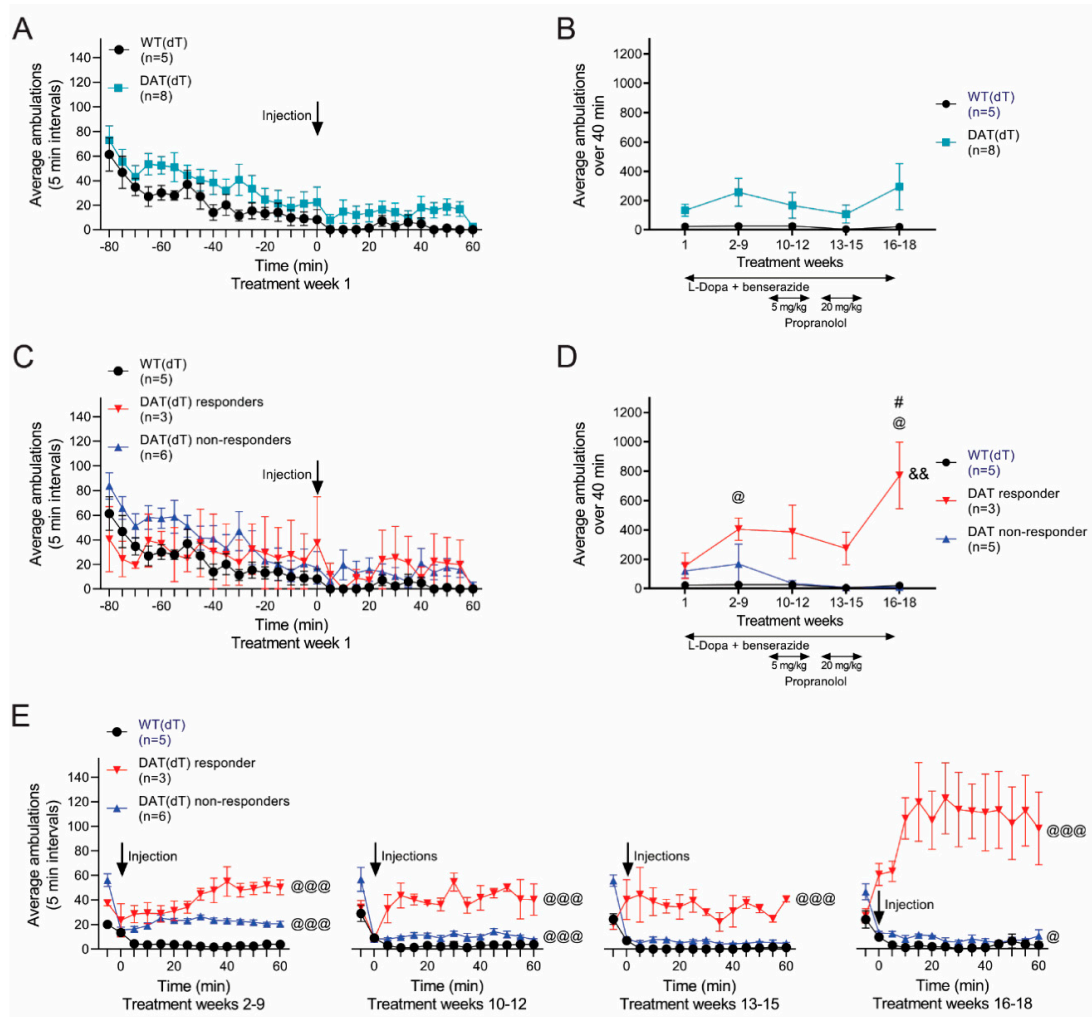 A
WT(dT)
(n=5)
DAT(dT)
(n=8)
Average ambulations
(5 min intervals)
140
120
100
80
60
40
20
0
Injection
-80 -60 -40 -20 0 20 40 60
Time (min)
Treatment week 1
B
Average ambulations
over 40 min
1200
1000
800
600
400
200
0
WT(dT)
(n=5)
DAT(dT)
(n=8)
1 2-9 10-12 13-15 16-18
Treatment weeks
L-Dopa + benserazide
5 mg/kg 20 mg/kg
Propranolol
C
WT(dT)
(n=5)
DAT(dT) responders
(n=3)
DAT(dT) non-responders
(n=6)
Average ambulations
(5 min intervals)
140
120
100
80
60
40
20
0
Injection
-80 -60 -40 -20 0 20 40 60
Time (min)
Treatment week 1
D
Average ambulations
over 40 min
1200
1000
800
600
400
200
0
@
#
@
&&
WT(dT)
(n=5)
DAT responder
(n=3)
DAT non-responder
(n=5)
1 2-9 10-12 13-15 16-18
Treatment weeks
L-Dopa + benserazide
5 mg/kg 20 mg/kg
Propranolol
E
WT(dT)
(n=5)
DAT(dT) responder
(n=3)
DAT(dT) non-responders
(n=6)
Average ambulations
(5 min intervals)
140
120
100
80
60
40
20
0
Injection
@@@
@@@
0 20 40 60
Time (min)
Treatment weeks 2-9
Injections
@@@
@@@
0 20 40 60
Time (min)
Treatment weeks 10-12
Injections
@@@
0 20 40 60
Time (min)
Treatment weeks 13-15
Injection
@@@
@
0 20 40 60
Time (min)
Treatment weeks 16-18